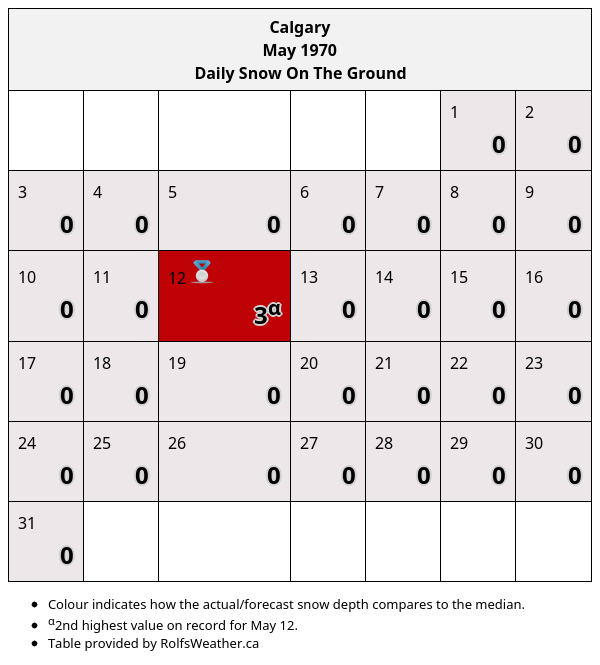 Calgary
May 1970
Daily Snow On The Ground
1 2
0 0
3 4 5 6 7 8 9
0 0 0 0 0 0 0
10 11 12 13 14 15 16
0 0 3α 0 0 0 0
17 18 19 20 21 22 23
0 0 0 0 0 0 0
24 25 26 27 28 29 30
0 0 0 0 0 0 0
31
0
• Colour indicates how the actual/forecast snow depth compares to the median.
• α2nd highest value on record for May 12.
• Table provided by RolfsWeather.ca